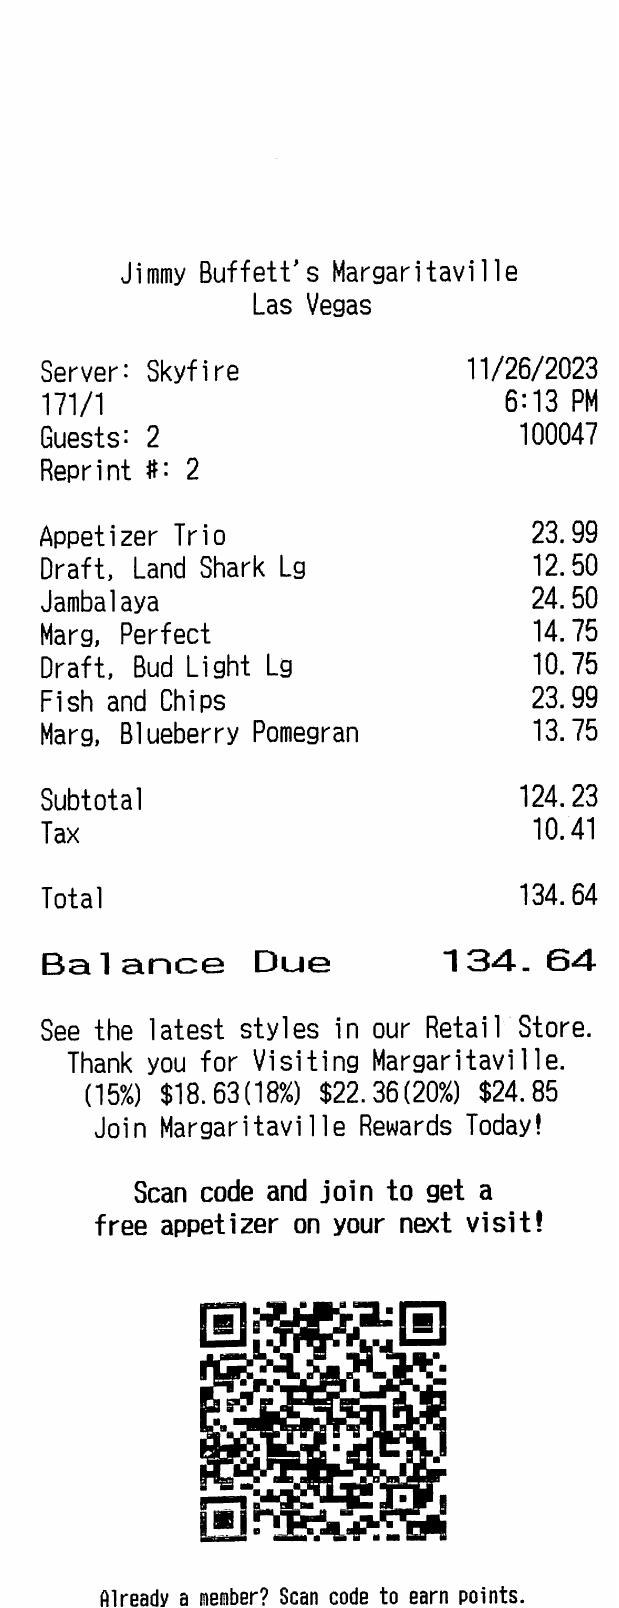 Jimmy Buffett's Margaritaville
Las Vegas
Server: Skyfire 11/26/2023
171/1 6:13 PM
Guests: 2 100047
Reprint #: 2
Appetizer Trio 23.99
Draft, Land Shark Lg 12.50
Jambalaya 24.50
Marg, Perfect 14.75
Draft, Bud Light Lg 10.75
Fish and Chips 23.99
Marg, Blueberry Pomegran 13.75
Subtotal 124.23
Tax 10.41
Total 134.64
Balance Due 134.64
See the latest styles in our Retail Store.
Thank you for Visiting Margaritaville.
(15%) $18.63(18%) $22.36(20%) $24.85
Join Margaritaville Rewards Today!
Scan code and join to get a
free appetizer on your next visit!
Already a member? Scan code to earn points.